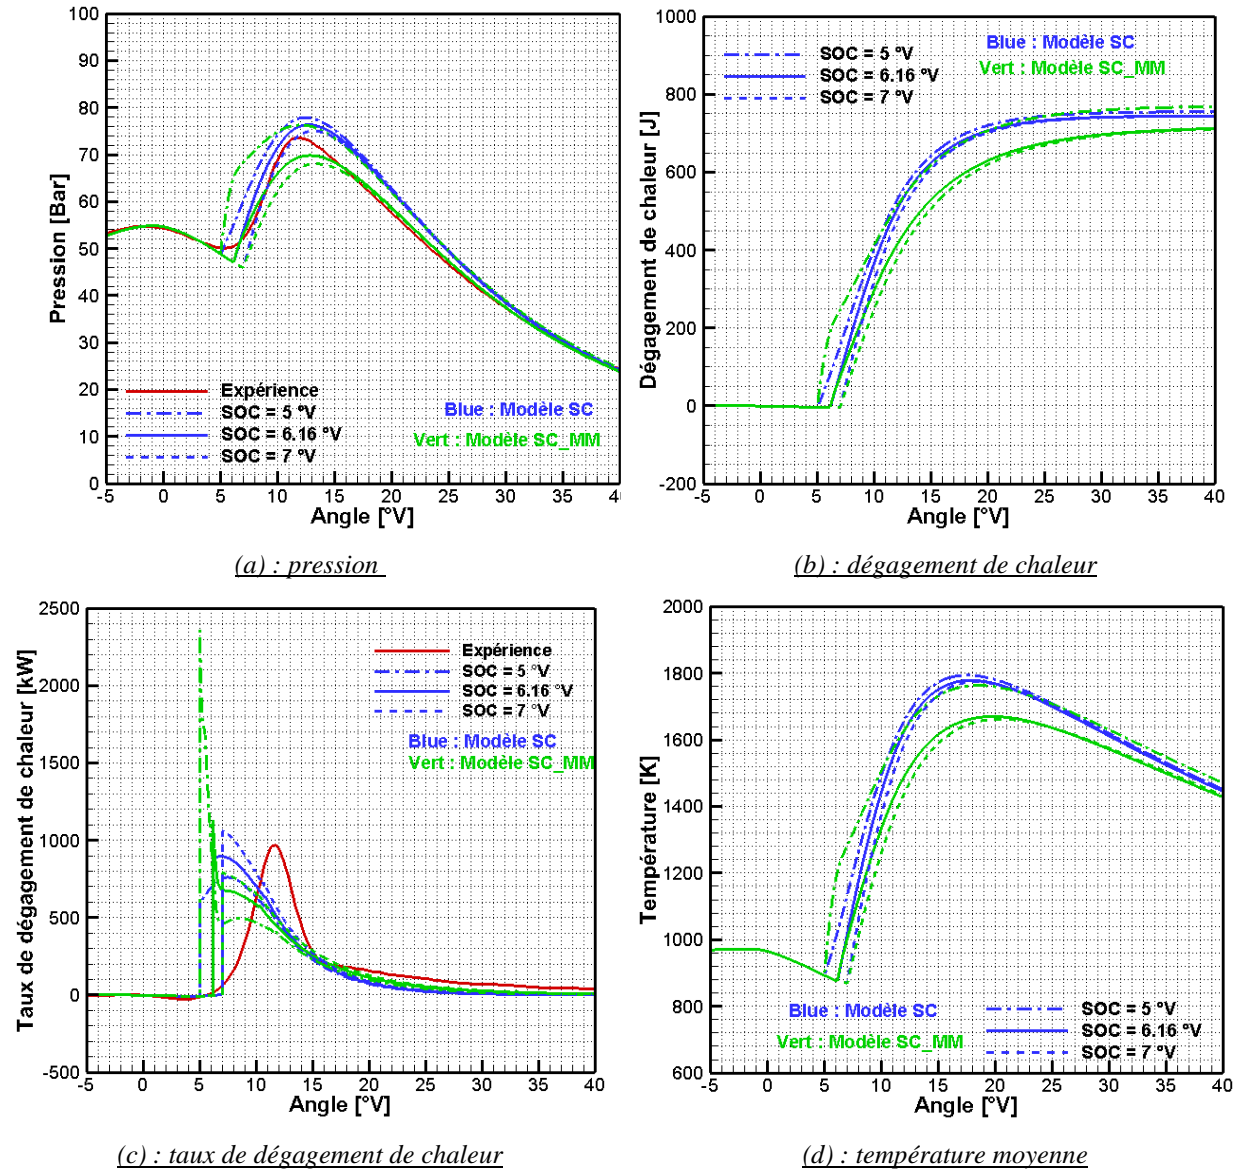 100
90
80
70
60
50
40
30
20
10
0
Pression [Bar]
Expérience
SOC = 5 °V
SOC = 6.16 °V
SOC = 7 °V
Blue : Modèle SC
Vert : Modèle SC_MM
-5 0 5 10 15 20 25 30 35 40
Angle [°V]
(a) : pression
1000
800
600
400
200
0
-200
Dégagement de chaleur [J]
SOC = 5 °V
SOC = 6.16 °V
SOC = 7 °V
Blue : Modèle SC
Vert : Modèle SC_MM
-5 0 5 10 15 20 25 30 35 40
Angle [°V]
(b) : dégagement de chaleur
2500
2000
1500
1000
500
0
-500
Taux de dégagement de chaleur [kW]
Expérience
SOC = 5 °V
SOC = 6.16 °V
SOC = 7 °V
Blue : Modèle SC
Vert : Modèle SC_MM
-5 0 5 10 15 20 25 30 35 40
Angle [°V]
(c) : taux de dégagement de chaleur
2000
1800
1600
1400
1200
1000
800
600
Température [K]
Blue : Modèle SC
Vert : Modèle SC_MM
SOC = 5 °V
SOC = 6.16 °V
SOC = 7 °V
-5 0 5 10 15 20 25 30 35 40
Angle [°V]
(d) : température moyenne